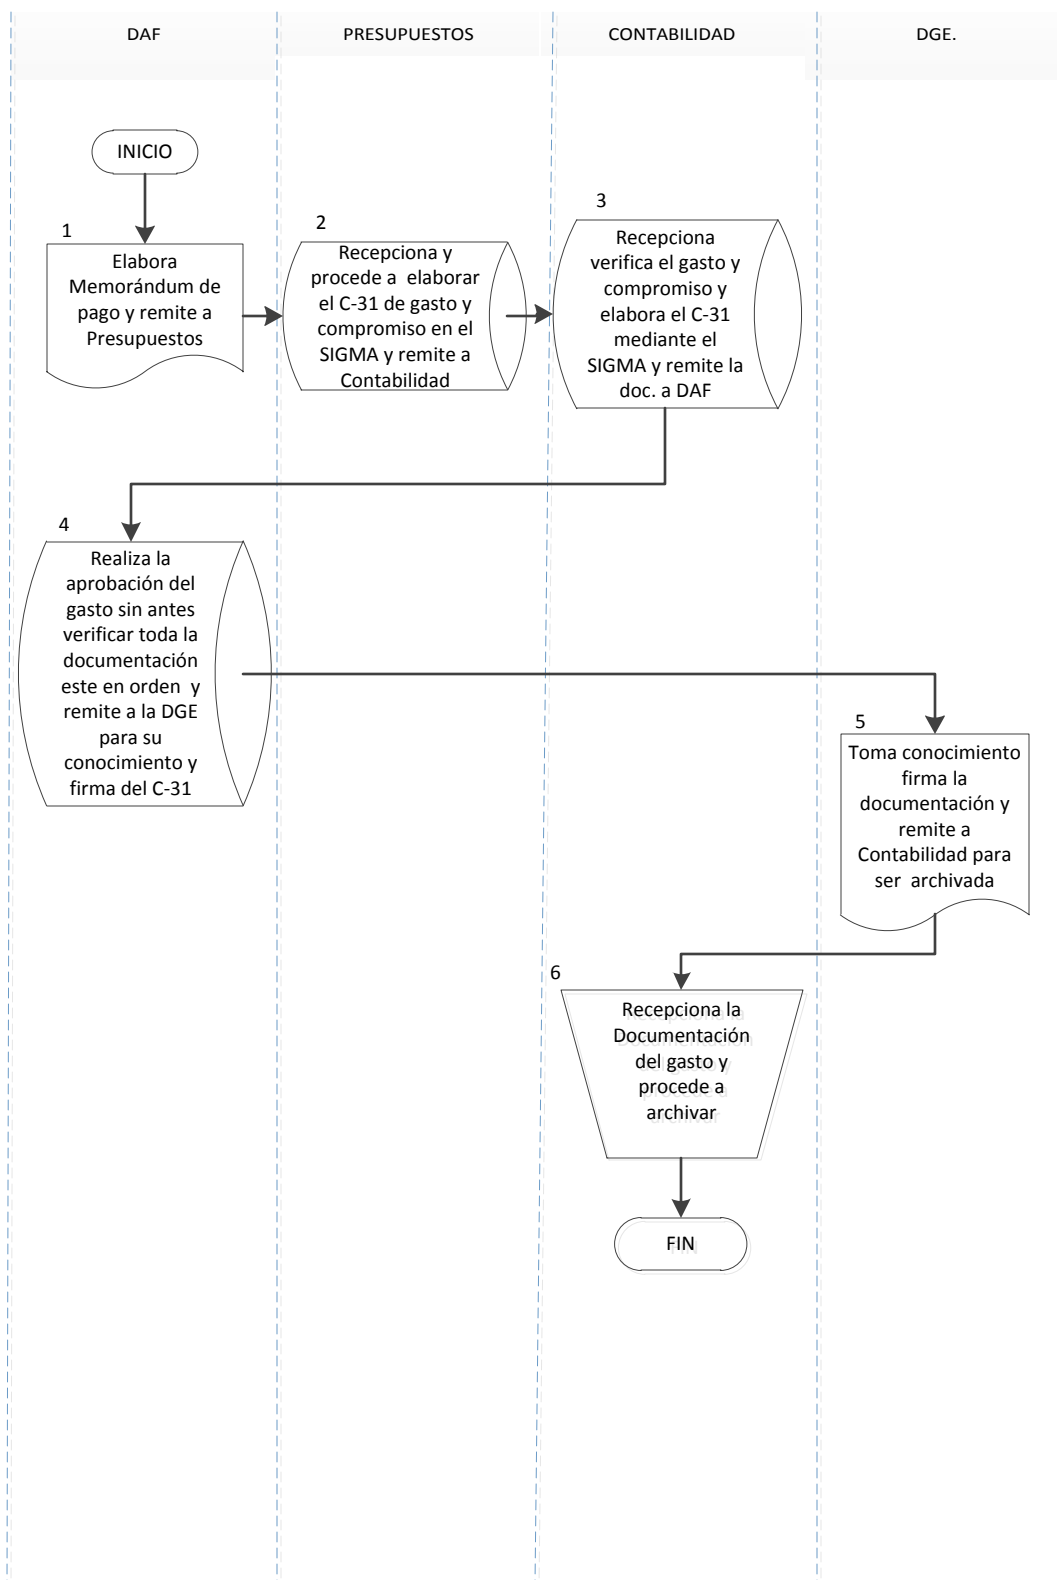 DAF
PRESUPUESTOS
CONTABILIDAD
DGE.
INICIO
1
Elabora
Memorándum de
pago y remite a
Presupuestos
2
Recepciona y
procede a elaborar
el C-31 de gasto y
compromiso en el
SIGMA y remite a
Contabilidad
3
Recepciona
verifica el gasto y
compromiso y
elabora el C-31
mediante el
SIGMA y remite la
doc. a DAF
4
Realiza la
aprobación del
gasto sin antes
verificar toda la
documentación
este en orden y
remite a la DGE
para su
conocimiento y
firma del C-31
5
Toma conocimiento
firma la
documentación y
remite a
Contabilidad para
ser archivada
6
Recepciona la
Documentación
del gasto y
procede a
archivar
FIN